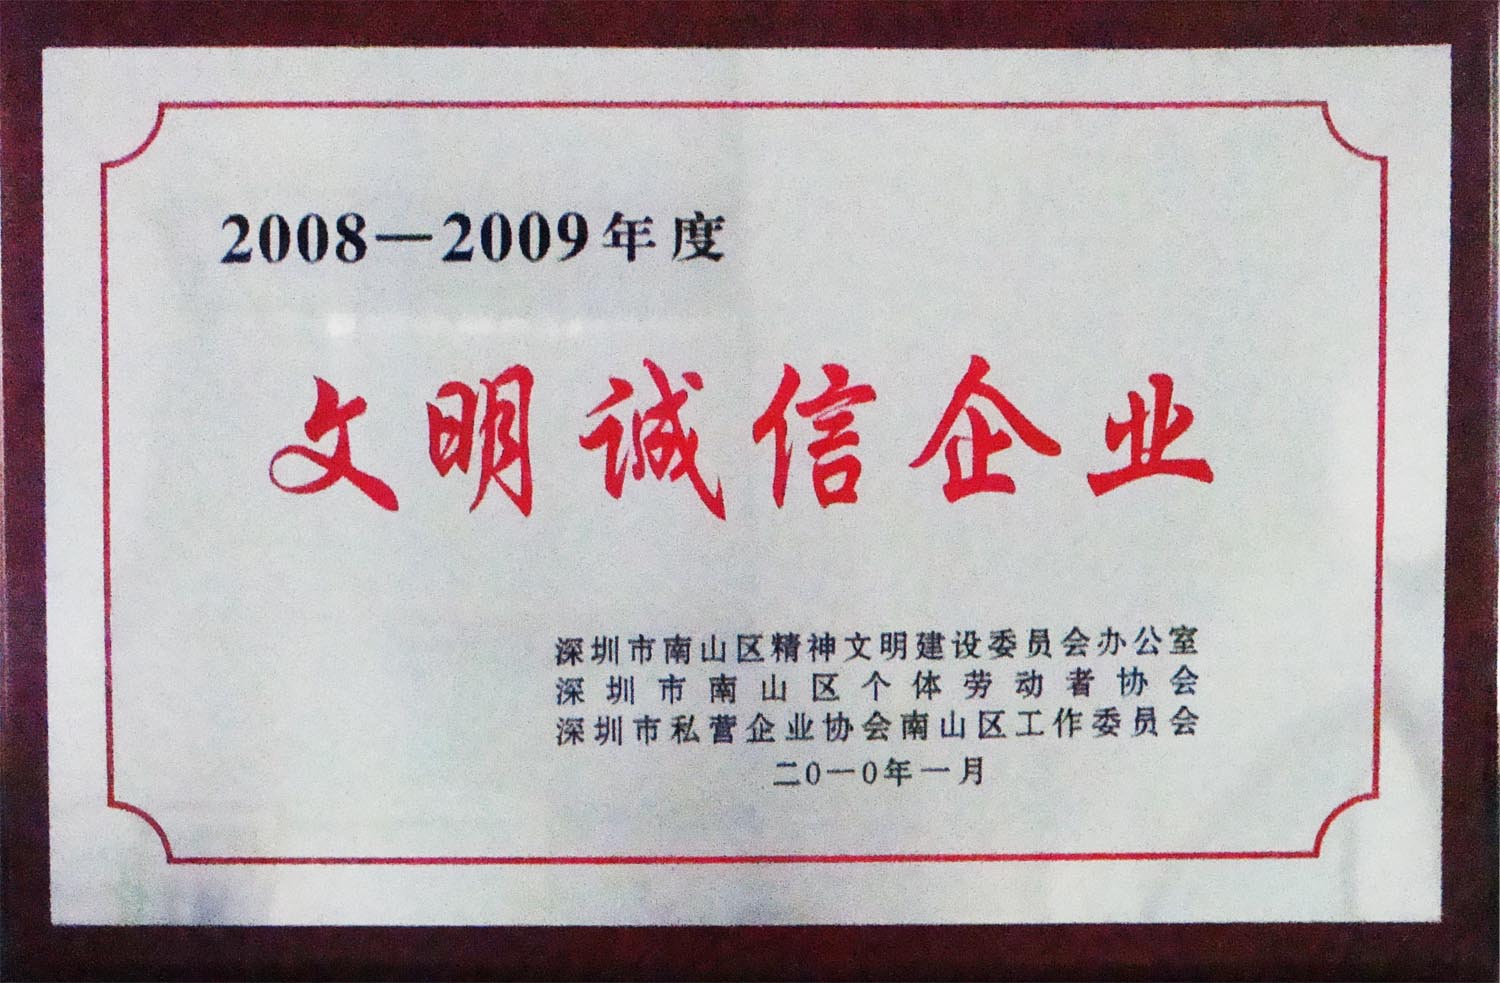 2008—2009年度
文明诚信企业
深圳市南山区精神文明建设委员会办公室
深圳市南山区个体劳动者协会
深圳市私营企业协会南山区工作委员会
二0一0年一月